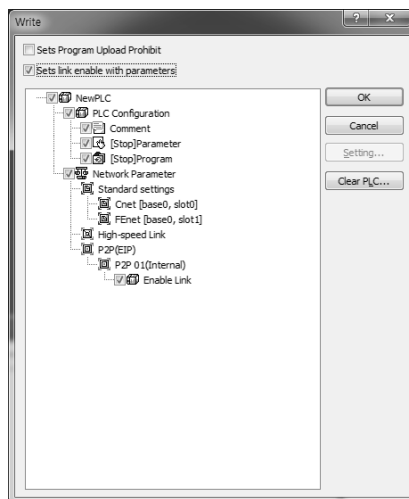 Write
Sets Program Upload Prohibit
Sets link enable with parameters
NewPLC
PLC Configuration
Comment
[Stop]Parameter
[Stop]Program
Network Parameter
Standard settings
Cnet [base0, slot0]
FEnet [base0, slot1]
High-speed Link
P2P(EIP)
P2P 01(Internal)
Enable Link
OK
Cancel
Setting...
Clear PLC...